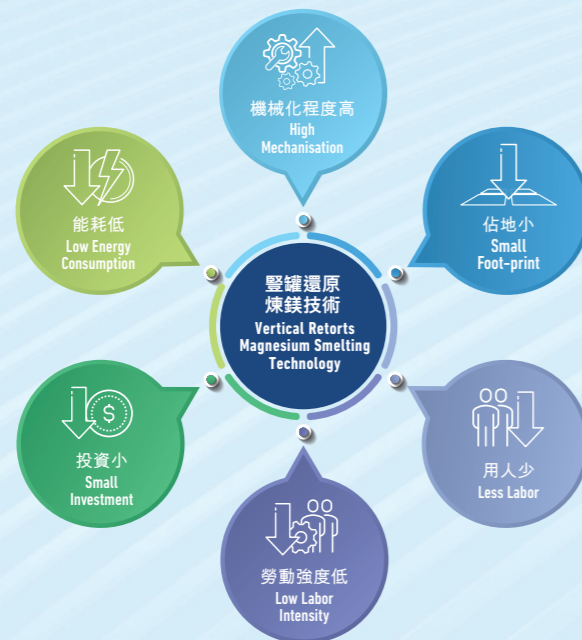 機械化程度高
High
Mechanisation
能耗低
Low Energy
Consumption
佔地小
Small
Foot-print
豎罐還原
煉鎂技術
Vertical Retorts
Magnesium Smelting
Technology
$
投資小
Small
Investment
用人少
Less Labor
勞動強度低
Low Labor
Intensity